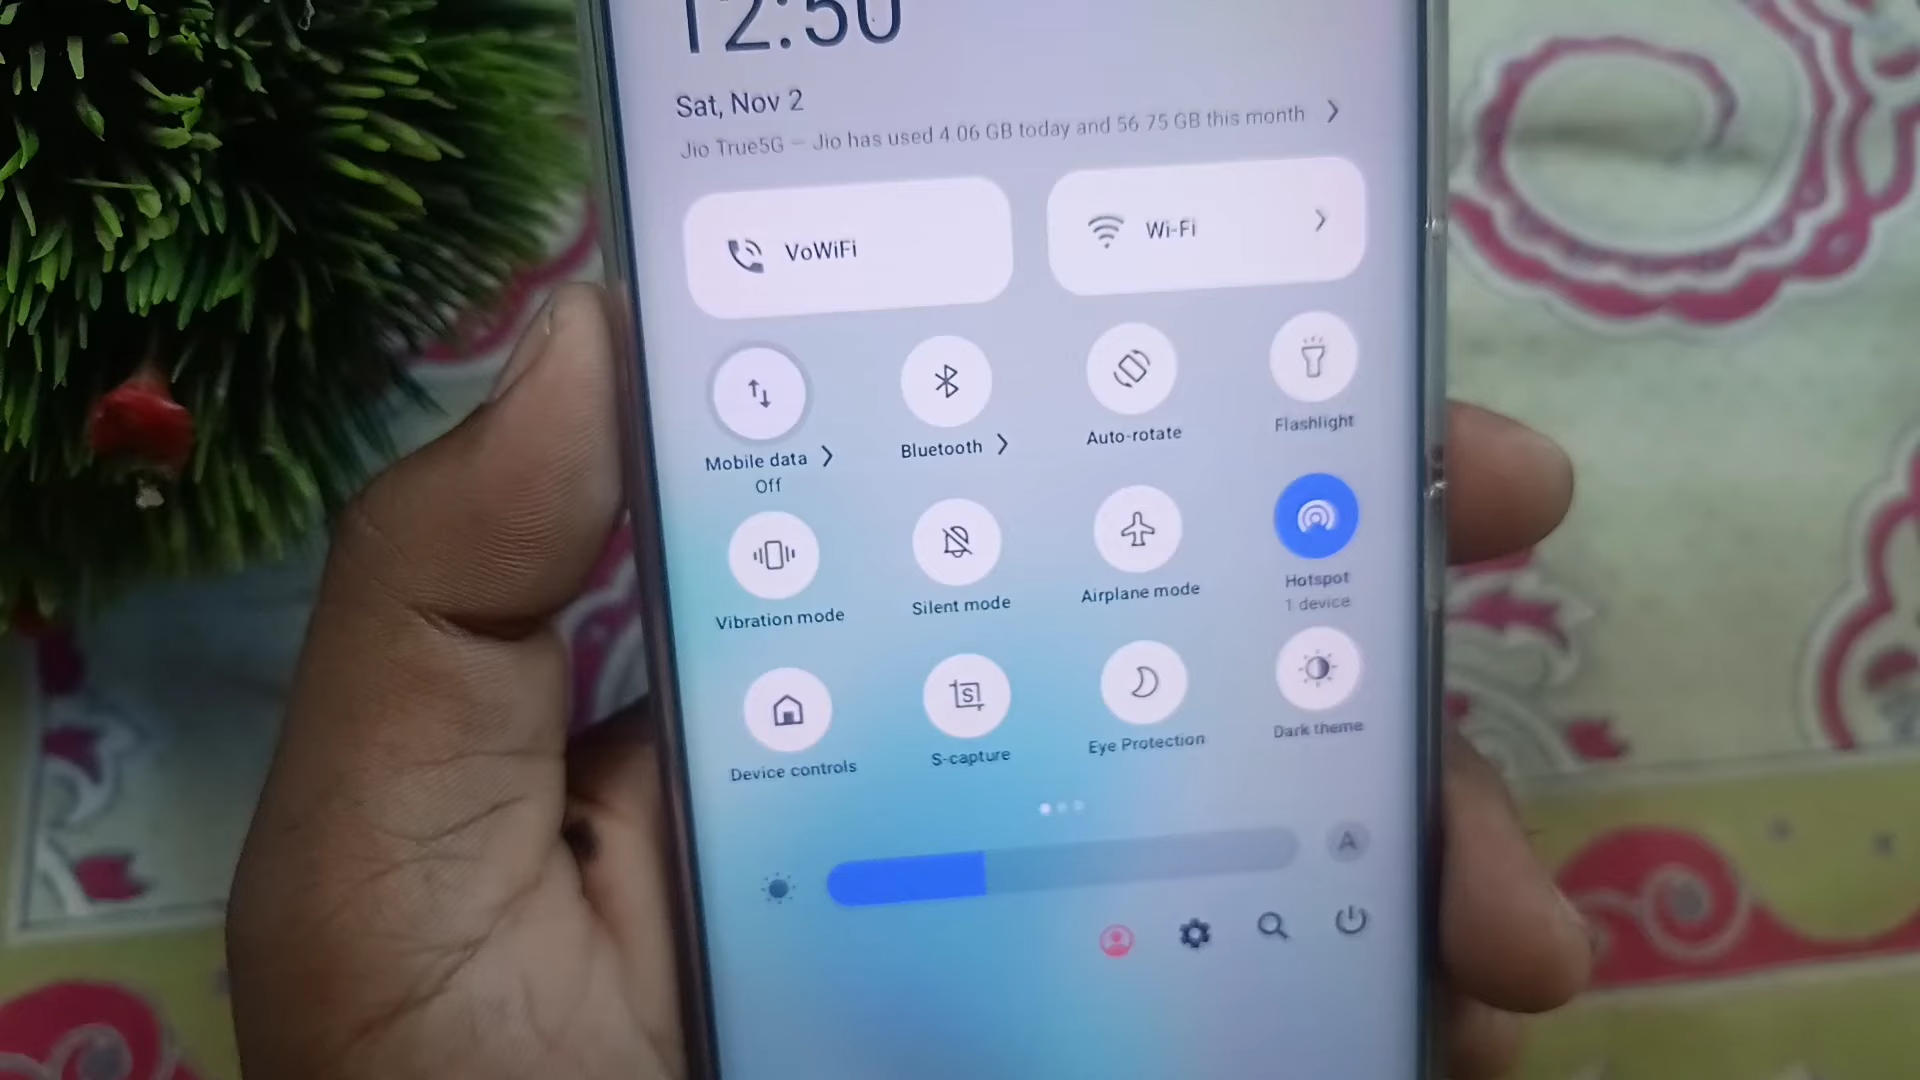 12:50
Sat, Nov 2
Jio True5G — Jio has used 4.06 GB today and 56.75 GB this month
VoWiFi
Wi-Fi
Mobile data
Off
Bluetooth
Auto-rotate
Flashlight
Vibration mode
Silent mode
Airplane mode
Hotspot
1 device
Device controls
S
S-capture
Eye Protection
Dark theme
A